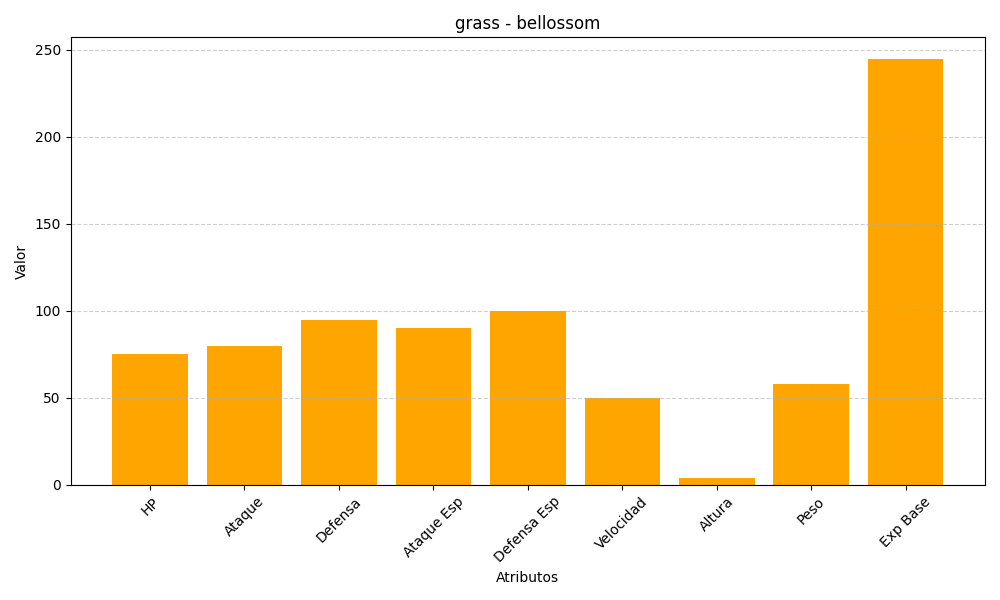 grass - bellossom
Valor
250
200
150
100
50
0
HP
Ataque
Defensa
Ataque Esp
Defensa Esp
Velocidad
Altura
Peso
Exp Base
Atributos